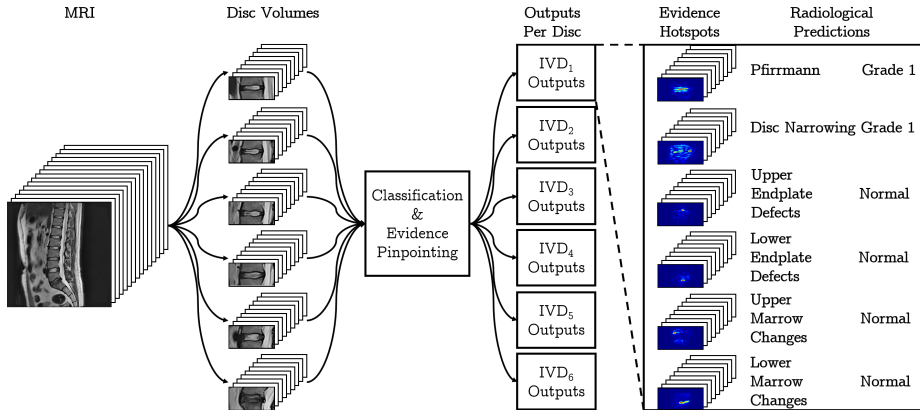 MRI
Disc Volumes
Outputs
Per Disc
Evidence
Hotspots
Radiological
Predictions
Classification
&
Evidence
Pinpointing
IVD₁
Outputs
IVD₂
Outputs
IVD₃
Outputs
IVD₄
Outputs
IVD₅
Outputs
IVD₆
Outputs
Pfirrmann Grade 1
Disc Narrowing Grade 1
Upper
Endplate Normal
Defects
Lower
Endplate Normal
Defects
Upper
Marrow Normal
Changes
Lower
Marrow Normal
Changes